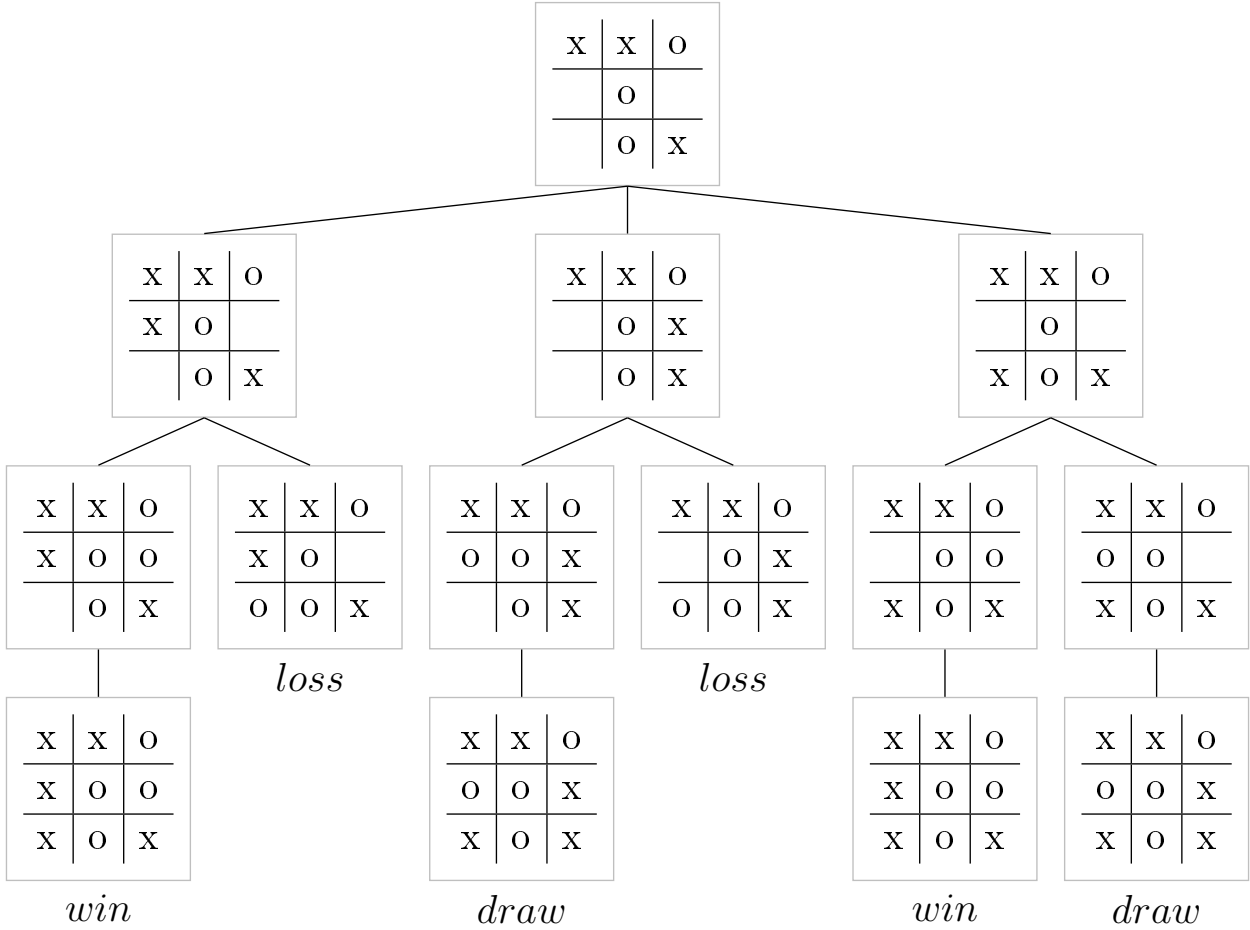 x x o
o
o x
x x o x x o x x o
x o o x o
o x o x x o x
x x o x x o x x o x x o x x o x x o
x o o x o o o x o x o o o o
o x o o x o x o o x x o x x o x
loss loss
x x o x x o x x o x x o
x o o o o x x o o o o x
x o x x o x x o x x o x
win draw win draw